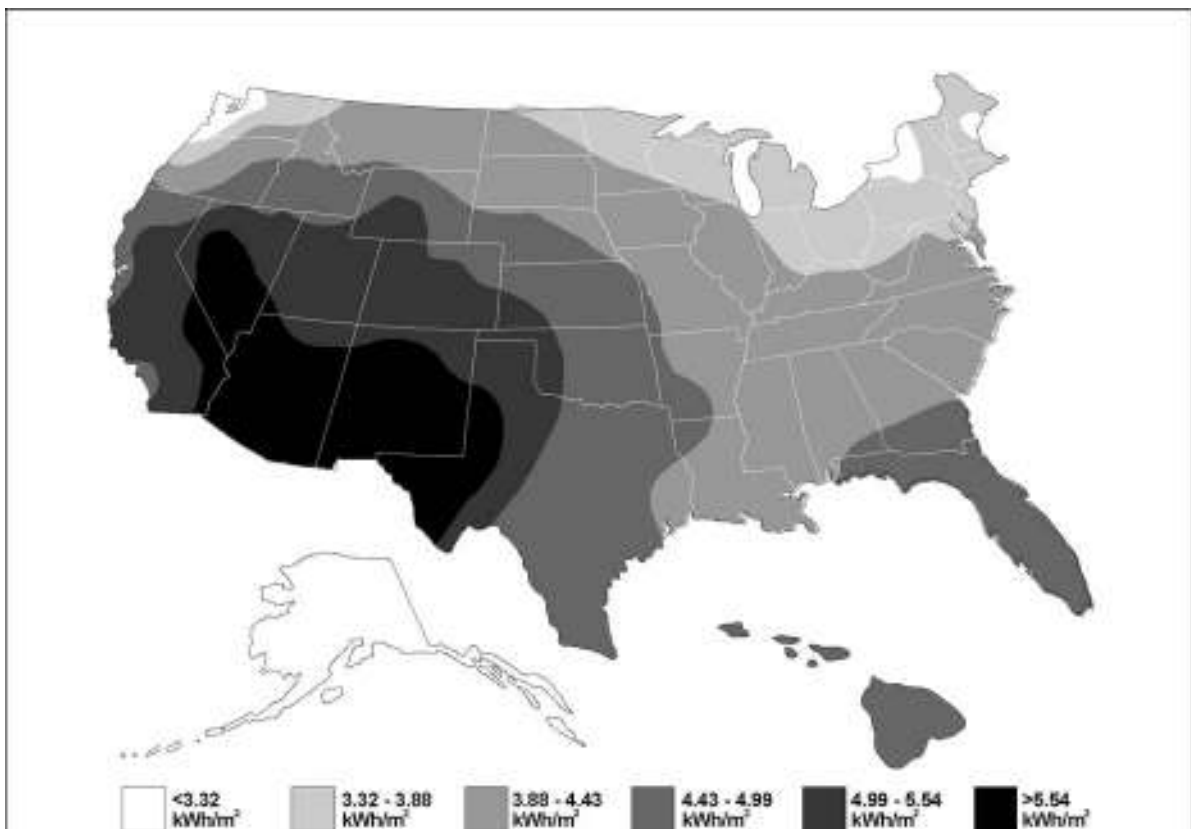 <3.32
kWh/m²
3.32 - 3.88
kWh/m²
3.88 - 4.43
kWh/m²
4.43 - 4.99
kWh/m²
4.99 - 5.54
kWh/m²
>5.54
kWh/m²